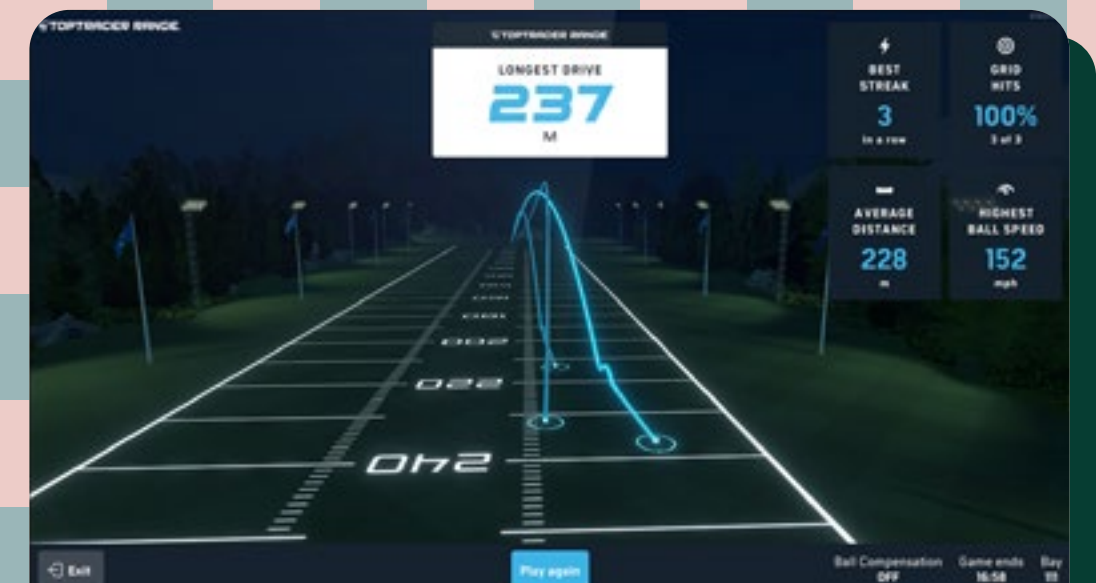 TOPTRACER RANGE
TOPTRACER RANGE
LONGEST DRIVE
237
M
BEST
STREAK
3
in a row
GRID
HITS
100%
3 of 3
AVERAGE
DISTANCE
228
m
HIGHEST
BALL SPEED
152
mph
200
220
240
Exit
Play again
Ball Compensation
OFF
Game ends
16:58
Bay